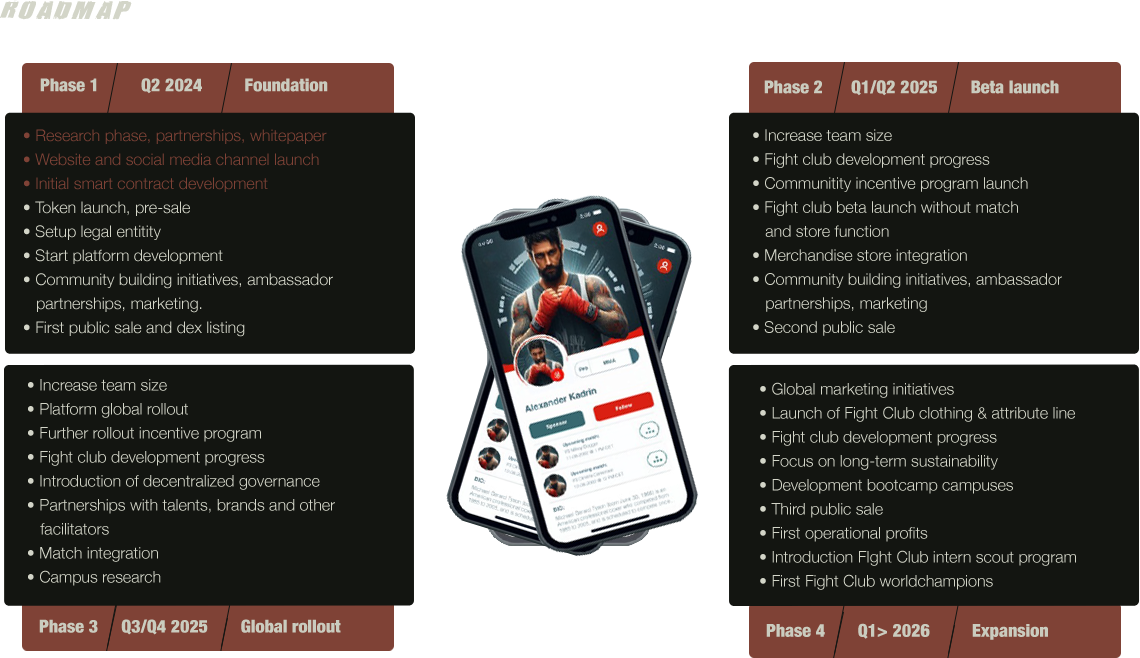 ROADMAP
Phase 1 Q2 2024 Foundation
• Research phase, partnerships, whitepaper
• Website and social media channel launch
• Initial smart contract development
• Token launch, pre-sale
• Setup legal entitity
• Start platform development
• Community building initiatives, ambassador
partnerships, marketing.
• First public sale and dex listing
Phase 2 Q1/Q2 2025 Beta launch
• Increase team size
• Fight club development progress
• Communitity incentive program launch
• Fight club beta launch without match
and store function
• Merchandise store integration
• Community building initiatives, ambassador
partnerships, marketing
• Second public sale
Pro MMA
Alexander Kadrin
Sponsor Follow
Upcoming match
Upcoming match
BIO:
BIO:
• Increase team size
• Platform global rollout
• Further rollout incentive program
• Fight club development progress
• Introduction of decentralized governance
• Partnerships with talents, brands and other
facilitators
• Match integration
• Campus research
Phase 3 Q3/Q4 2025 Global rollout
• Global marketing initiatives
• Launch of Fight Club clothing & attribute line
• Fight club development progress
• Focus on long-term sustainability
• Development bootcamp campuses
• Third public sale
• First operational profits
• Introduction FIght Club intern scout program
• First Fight Club worldchampions
Phase 4 Q1> 2026 Expansion